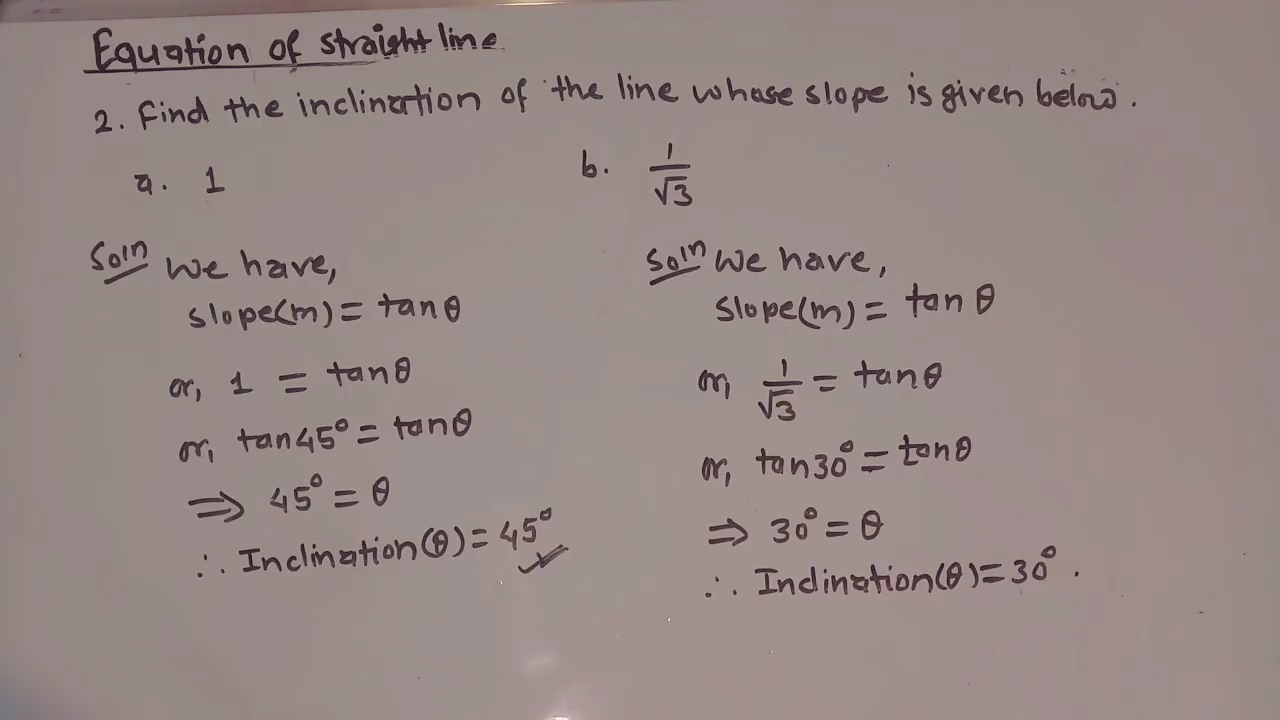 Equation of straight line
2. Find the inclination of the line whose slope is given below.
a. 1
b. 1/√3
Soln We have,
slope(m) = tanθ
or, 1 = tanθ
or, tan45° = tanθ
⇒ 45° = θ
∴ Inclination(θ) = 45°
Soln We have,
Slope(m) = tanθ
or, 1/√3 = tanθ
or, tan30° = tanθ
⇒ 30° = θ
∴ Inclination(θ) = 30°.